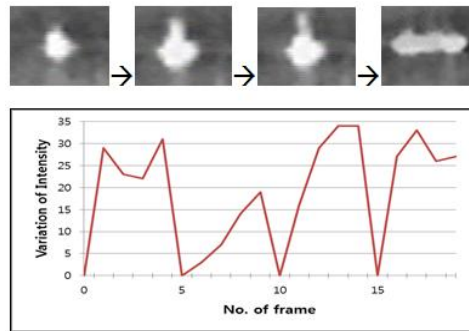 → → →
Variation of Intensity
35
30
25
20
15
10
5
0
0 5 10 15
No. of frame